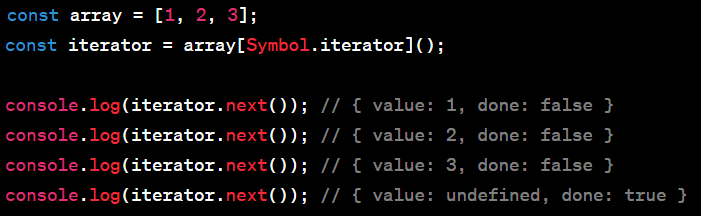 const array = [1, 2, 3];
const iterator = array[Symbol.iterator]();
console.log(iterator.next()); // { value: 1, done: false }
console.log(iterator.next()); // { value: 2, done: false }
console.log(iterator.next()); // { value: 3, done: false }
console.log(iterator.next()); // { value: undefined, done: true }